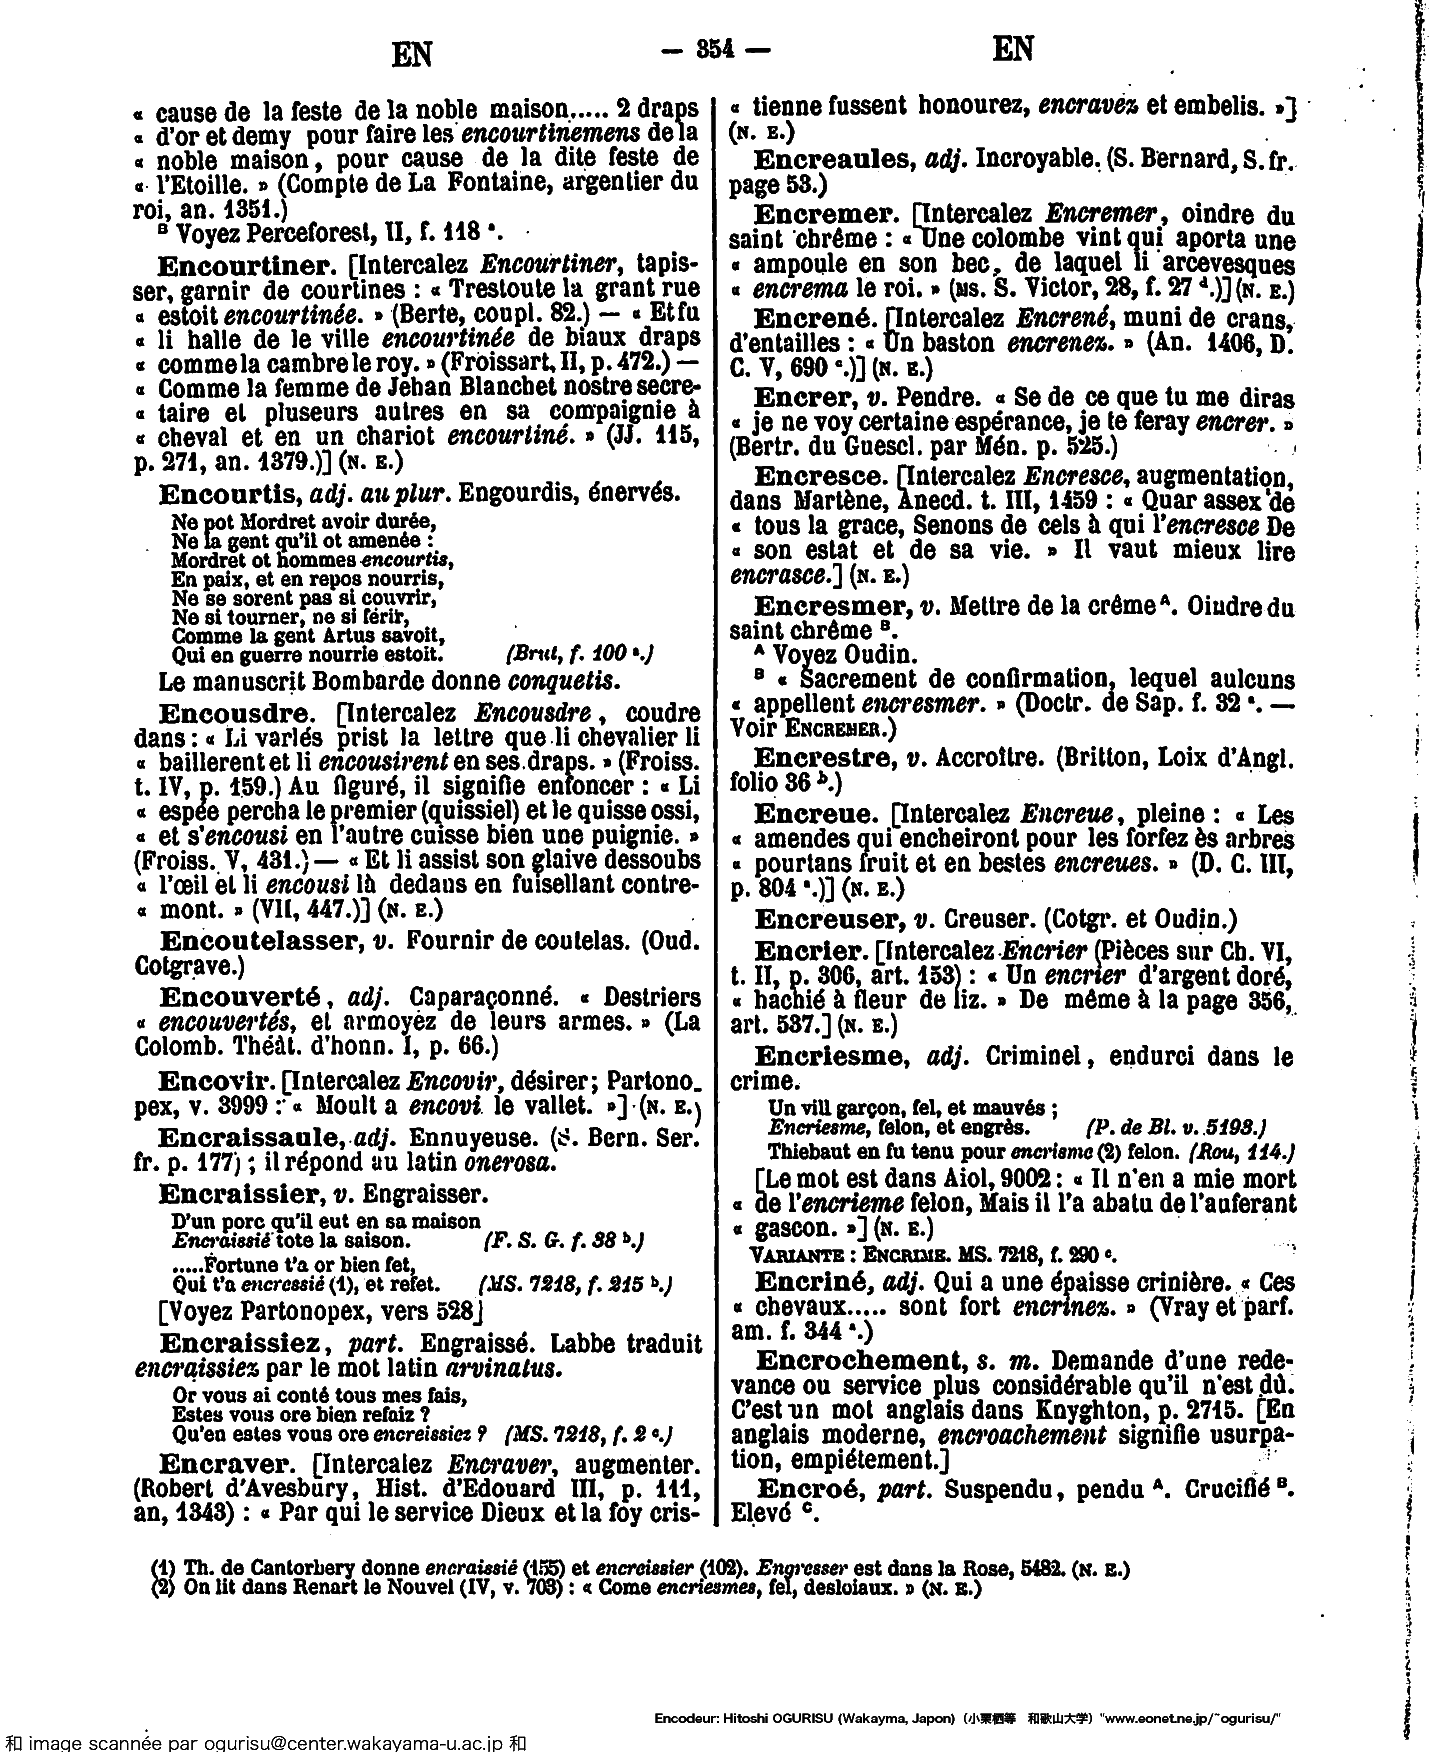 EN — 354 — EN
« cause de la feste de la noble maison..... 2 draps
« d'or et demy pour faire les encourtinemens de la
« noble maison, pour cause de la dite feste de
« l'Etoille. » (Compte de La Fontaine, argentier du
roi, an. 1351.)
B Voyez Perceforest, II, f. 118 a.
Encourtiner. [Intercalez Encourtiner, tapis-
ser, garnir de courtines : « Trestoute la grant rue
« estoit encourtinée. » (Berte, coupl. 82.) — « Et fu
« li halle de le ville encourtinée de biaux draps
« comme la cambre le roy. » (Froissart, II, p. 472.) —
« Comme la femme de Jehan Blanchet nostre secre-
« taire et pluseurs autres en sa compaignie à
« cheval et en un chariot encourtiné. » (JJ. 115,
p. 271, an. 1379.)] (N. E.)
Encourtis, adj. au plur. Engourdis, énervés.
Ne pot Mordret avoir durée,
Ne la gent qu'il ot amenée :
Mordret ot hommes encourtis,
En paix, et en repos nourris,
Ne se sorent pas si couvrir,
Ne si tourner, ne si férir,
Comme la gent Artus savoit,
Qui en guerre nourrie estoit. (Brut, f. 100 a.)
Le manuscrit Bombarde donne conquetis.
Encousdre. [Intercalez Encousdre, coudre
dans : « Li varlés prist la lettre que li chevalier li
« baillerent et li encousirent en ses draps. » (Froiss.
t. IV, p. 159.) Au figuré, il signifie enfoncer : « Li
« espée percha le premier (quissiel) et le quisse ossi,
« et s'encousi en l'autre cuisse bien une puignie. »
(Froiss. V, 431.) — « Et li assist son glaive dessoubs
« l'œil et li encousi là dedans en fuisellant contre-
« mont. » (VII, 447.)] (N. E.)
Encoutelasser, v. Fournir de coutelas. (Oud.
Cotgrave.)
Encouverté, adj. Caparaçonné. « Destriers
« encouvertés, et armoyez de leurs armes. » (La
Colomb. Théât. d'honn. I, p. 66.)
Encovir. [Intercalez Encovir, désirer; Partono-
pex, v. 3999 : « Moult a encovi le vallet. »] (N. E.)
Encraissaule, adj. Ennuyeuse. (S. Bern. Ser.
fr. p. 177) ; il répond au latin onerosa.
Encraissier, v. Engraisser.
D'un porc qu'il eut en sa maison
Encraissié tote la saison. (F. S. G. f. 38 b.)
.....Fortune t'a or bien fet,
Qui t'a encressié (1), et refet. (MS. 7218, f. 215 b.)
[Voyez Partonopex, vers 528]
Encraissiez, part. Engraissé. Labbe traduit
encraissiez par le mot latin arvinatus.
Or vous ai conté tous mes fais,
Estes vous ore bien refaiz ?
Qu'en estes vous ore encreissiez ? (MS. 7218, f. 2 c.)
Encraver. [Intercalez Encraver, augmenter.
(Robert d'Avesbury, Hist. d'Edouard III, p. 111,
an, 1343) : « Par qui le service Dieux et la foy cris-
« tienne fussent honourez, encravez et embelis. »]
(N. E.)
Encreaules, adj. Incroyable. (S. Bernard, S. fr.
page 53.)
Encremer. [Intercalez Encremer, oindre du
saint chrême : « Une colombe vint qui aporta une
« ampoule en son bec, de laquel li arcevesques
« encrema le roi. » (MS. S. Victor, 28, f. 27 d.)] (N. E.)
Encrené. [Intercalez Encrené, muni de crans,
d'entailles : « Un baston encrenez. » (An. 1406, D.
C. V, 690 c.)] (N. E.)
Encrer, v. Pendre. « Se de ce que tu me diras
« je ne voy certaine espérance, je te feray encrer. »
(Bertr. du Guescl. par Mén. p. 525.)
Encresce. [Intercalez Encresce, augmentation,
dans Martène, Anecd. t. III, 1459 : « Quar assex de
« tous la grace, Senons de cels à qui l'encresce De
« son estat et de sa vie. » Il vaut mieux lire
encrasce.] (N. E.)
Encresmer, v. Mettre de la crême A. Oindre du
saint chrême B.
A Voyez Oudin.
B « Sacrement de confirmation, lequel aulcuns
« appellent encresmer. » (Doctr. de Sap. f. 32 a. —
Voir ENCREMER.)
Encrestre, v. Accroître. (Britton, Loix d'Angl.
folio 36 b.)
Encreue. [Intercalez Encreue, pleine : « Les
« amendes qui encheiront pour les forfez ès arbres
« pourtans fruit et en bestes encreues. » (D. C. III,
p. 804 a.)] (N. E.)
Encreuser, v. Creuser. (Cotgr. et Oudin.)
Encrier. [Intercalez Encrier (Pièces sur Ch. VI,
t. II, p. 306, art. 153) : « Un encrier d'argent doré,
« hachié à fleur de liz. » De même à la page 356,
art. 537.] (N. E.)
Encriesme, adj. Criminel, endurci dans le
crime.
Un vill garçon, fel, et mauvés ;
Encriesme, felon, et engrès. (P. de Bl. v. 5193.)
Thiebaut en fu tenu pour encrisme (2) felon. (Rou, 114.)
[Le mot est dans Aiol, 9002 : « Il n'en a mie mort
« de l'encrieme felon, Mais il l'a abatu de l'auferant
« gascon. »] (N. E.)
VARIANTE : ENCRIME. MS. 7218, f. 290 c.
Encriné, adj. Qui a une épaisse crinière. « Ces
« chevaux..... sont fort encrinez. » (Vray et parf.
am. f. 344 a.)
Encrochement, s. m. Demande d'une rede-
vance ou service plus considérable qu'il n'est dû.
C'est un mot anglais dans Knyghton, p. 2715. [En
anglais moderne, encroachement signifie usurpa-
tion, empiétement.]
Encroé, part. Suspendu, pendu A. Crucifié B.
Elevé C.
(1) Th. de Cantorbery donne encraissié (155) et encreissier (102). Engresser est dans la Rose, 5482. (N. E.)
(2) On lit dans Renart le Nouvel (IV, v. 703) : « Come encriesmes, fel, desloiaux. » (N. E.)
Encodeur: Hitoshi OGURISU (Wakayma, Japon) (小栗栖等 和歌山大学) "www.eonet.ne.jp/~ogurisu/"
和 image scannée par ogurisu@center.wakayama-u.ac.jp 和